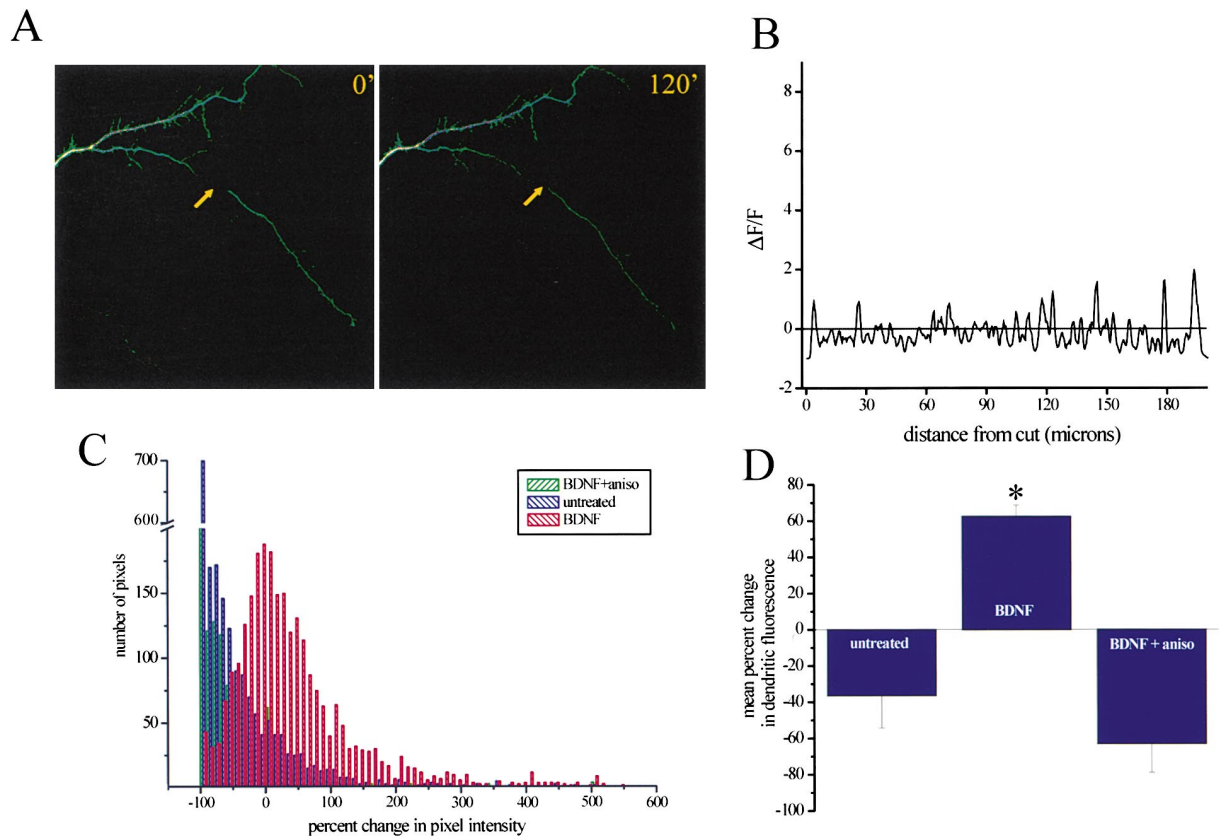 A
0'
120'
B
8
6
4
2
0
-2
ΔF/F
0 30 60 90 120 150 180
distance from cut (microns)
C
700
600
150
100
50
number of pixels
BDNF+aniso
untreated
BDNF
-100 0 100 200 300 400 500 600
percent change in pixel intensity
D
80
60
40
20
0
-20
-40
-60
-80
-100
mean percent change
in dendritic fluorescence
*
untreated
BDNF
BDNF + aniso